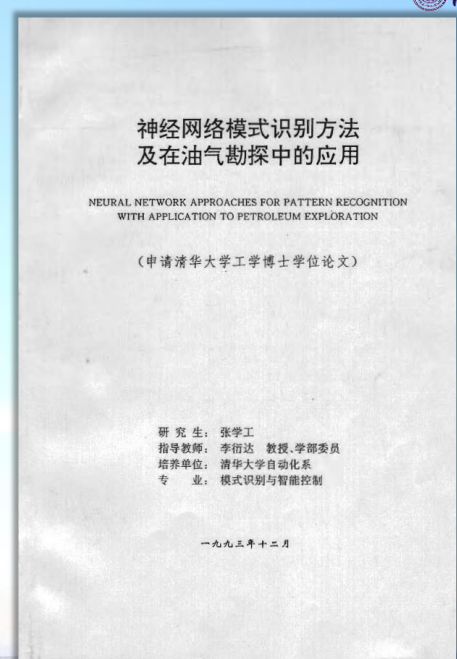 神经网络模式识别方法
及在油气勘探中的应用
NEURAL NETWORK APPROACHES FOR PATTERN RECOGNITION
WITH APPLICATION TO PETROLEUM EXPLORATION
（申请清华大学工学博士学位论文）
研 究 生： 张学工
指导教师： 李衍达 教授、学部委员
培养单位： 清华大学自动化系
专 业： 模式识别与智能控制
一九九三年十二月